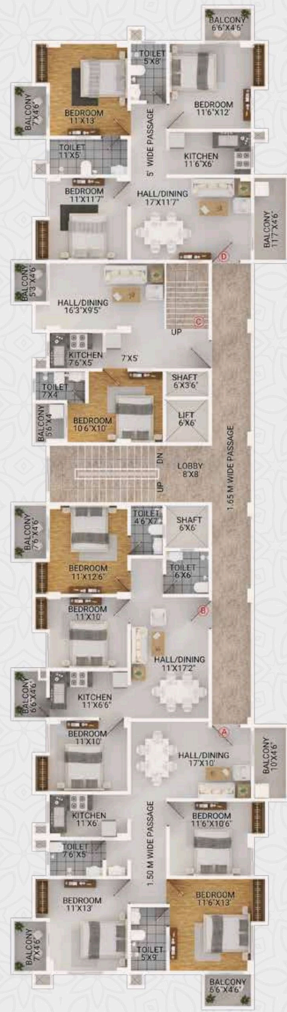 BALCONY
6'6"X4'6"
TOILET
5'X8'
BEDROOM
11'X13'
BALCONY
7'X4'6"
BEDROOM
11'6"X12'
5' WIDE PASSAGE
TOILET
11'X5'
KITCHEN
11'6"X6'
BEDROOM
11'X11'7"
HALL/DINING
17'X11'7"
BALCONY
11'7"X4'6"
D
BALCONY
5'3"X4'6"
HALL/DINING
16'3"X9'5"
C
UP
KITCHEN
7'6"X5'
7'X5'
TOILET
7'X4'
SHAFT
6'X3'6"
BEDROOM
10'6"X10'
LIFT
6'X6'
BALCONY
5'6"X4'
1.65 M WIDE PASSAGE
DN
UP
LOBBY
8'X8'
BALCONY
7'6"X4'6"
TOILET
4'6"X7'
SHAFT
6'X6'
BEDROOM
11'X12'6"
TOILET
6'X6'
BEDROOM
11'X10'
B
HALL/DINING
11'X17'2"
BALCONY
6'6"X4'6"
KITCHEN
11'X6'6"
A
BEDROOM
11'X10'
HALL/DINING
17'X10'
BALCONY
10'X4'6"
KITCHEN
11'X6'
1.50 M WIDE PASSAGE
BEDROOM
11'6"X10'6"
TOILET
7'6"X5'
BEDROOM
11'X13'
BEDROOM
11'6"X13'
BALCONY
7'X4'6"
TOILET
5'X9'
BALCONY
6'6"X4'6"